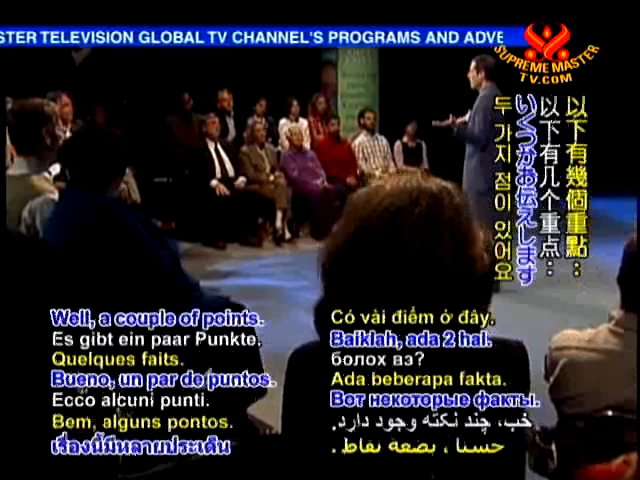 STER TELEVISION GLOBAL TV CHANNEL'S PROGRAMS AND ADVE
SUPREME MASTER
TV.COM
以下有幾個重點：
以下有几个重点：
いくつかお伝えします
두 가지 점이 있어요
Well, a couple of points.
Es gibt ein paar Punkte.
Quelques faits.
Bueno, un par de puntos.
Ecco alcuni punti.
Bem, alguns pontos.
เรื่องนี้มีหลายประเด็น
Có vài điểm ở đây.
Baiklah, ada 2 hal.
болох вэ?
Ada beberapa fakta.
Вот некоторые факты.
خب، چند نکته وجود دارد.
حسنا ، بضعة نقاط .